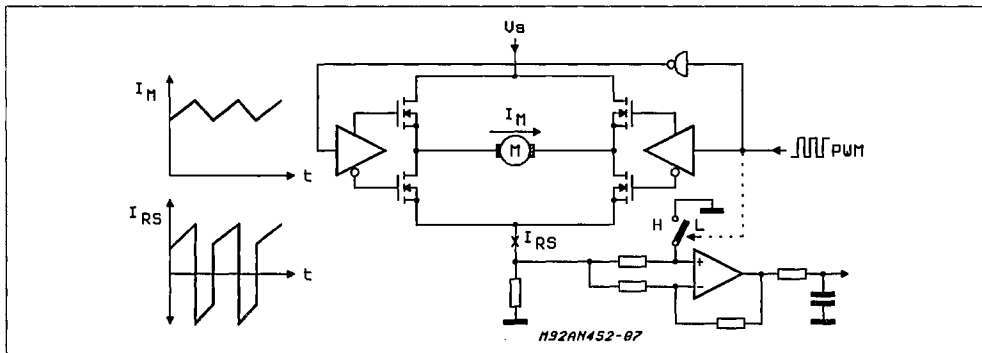 Vs
I_M
t
I_M
M
PWM
I_RS
t
I_RS
H
L
+
−
M92AN452-07